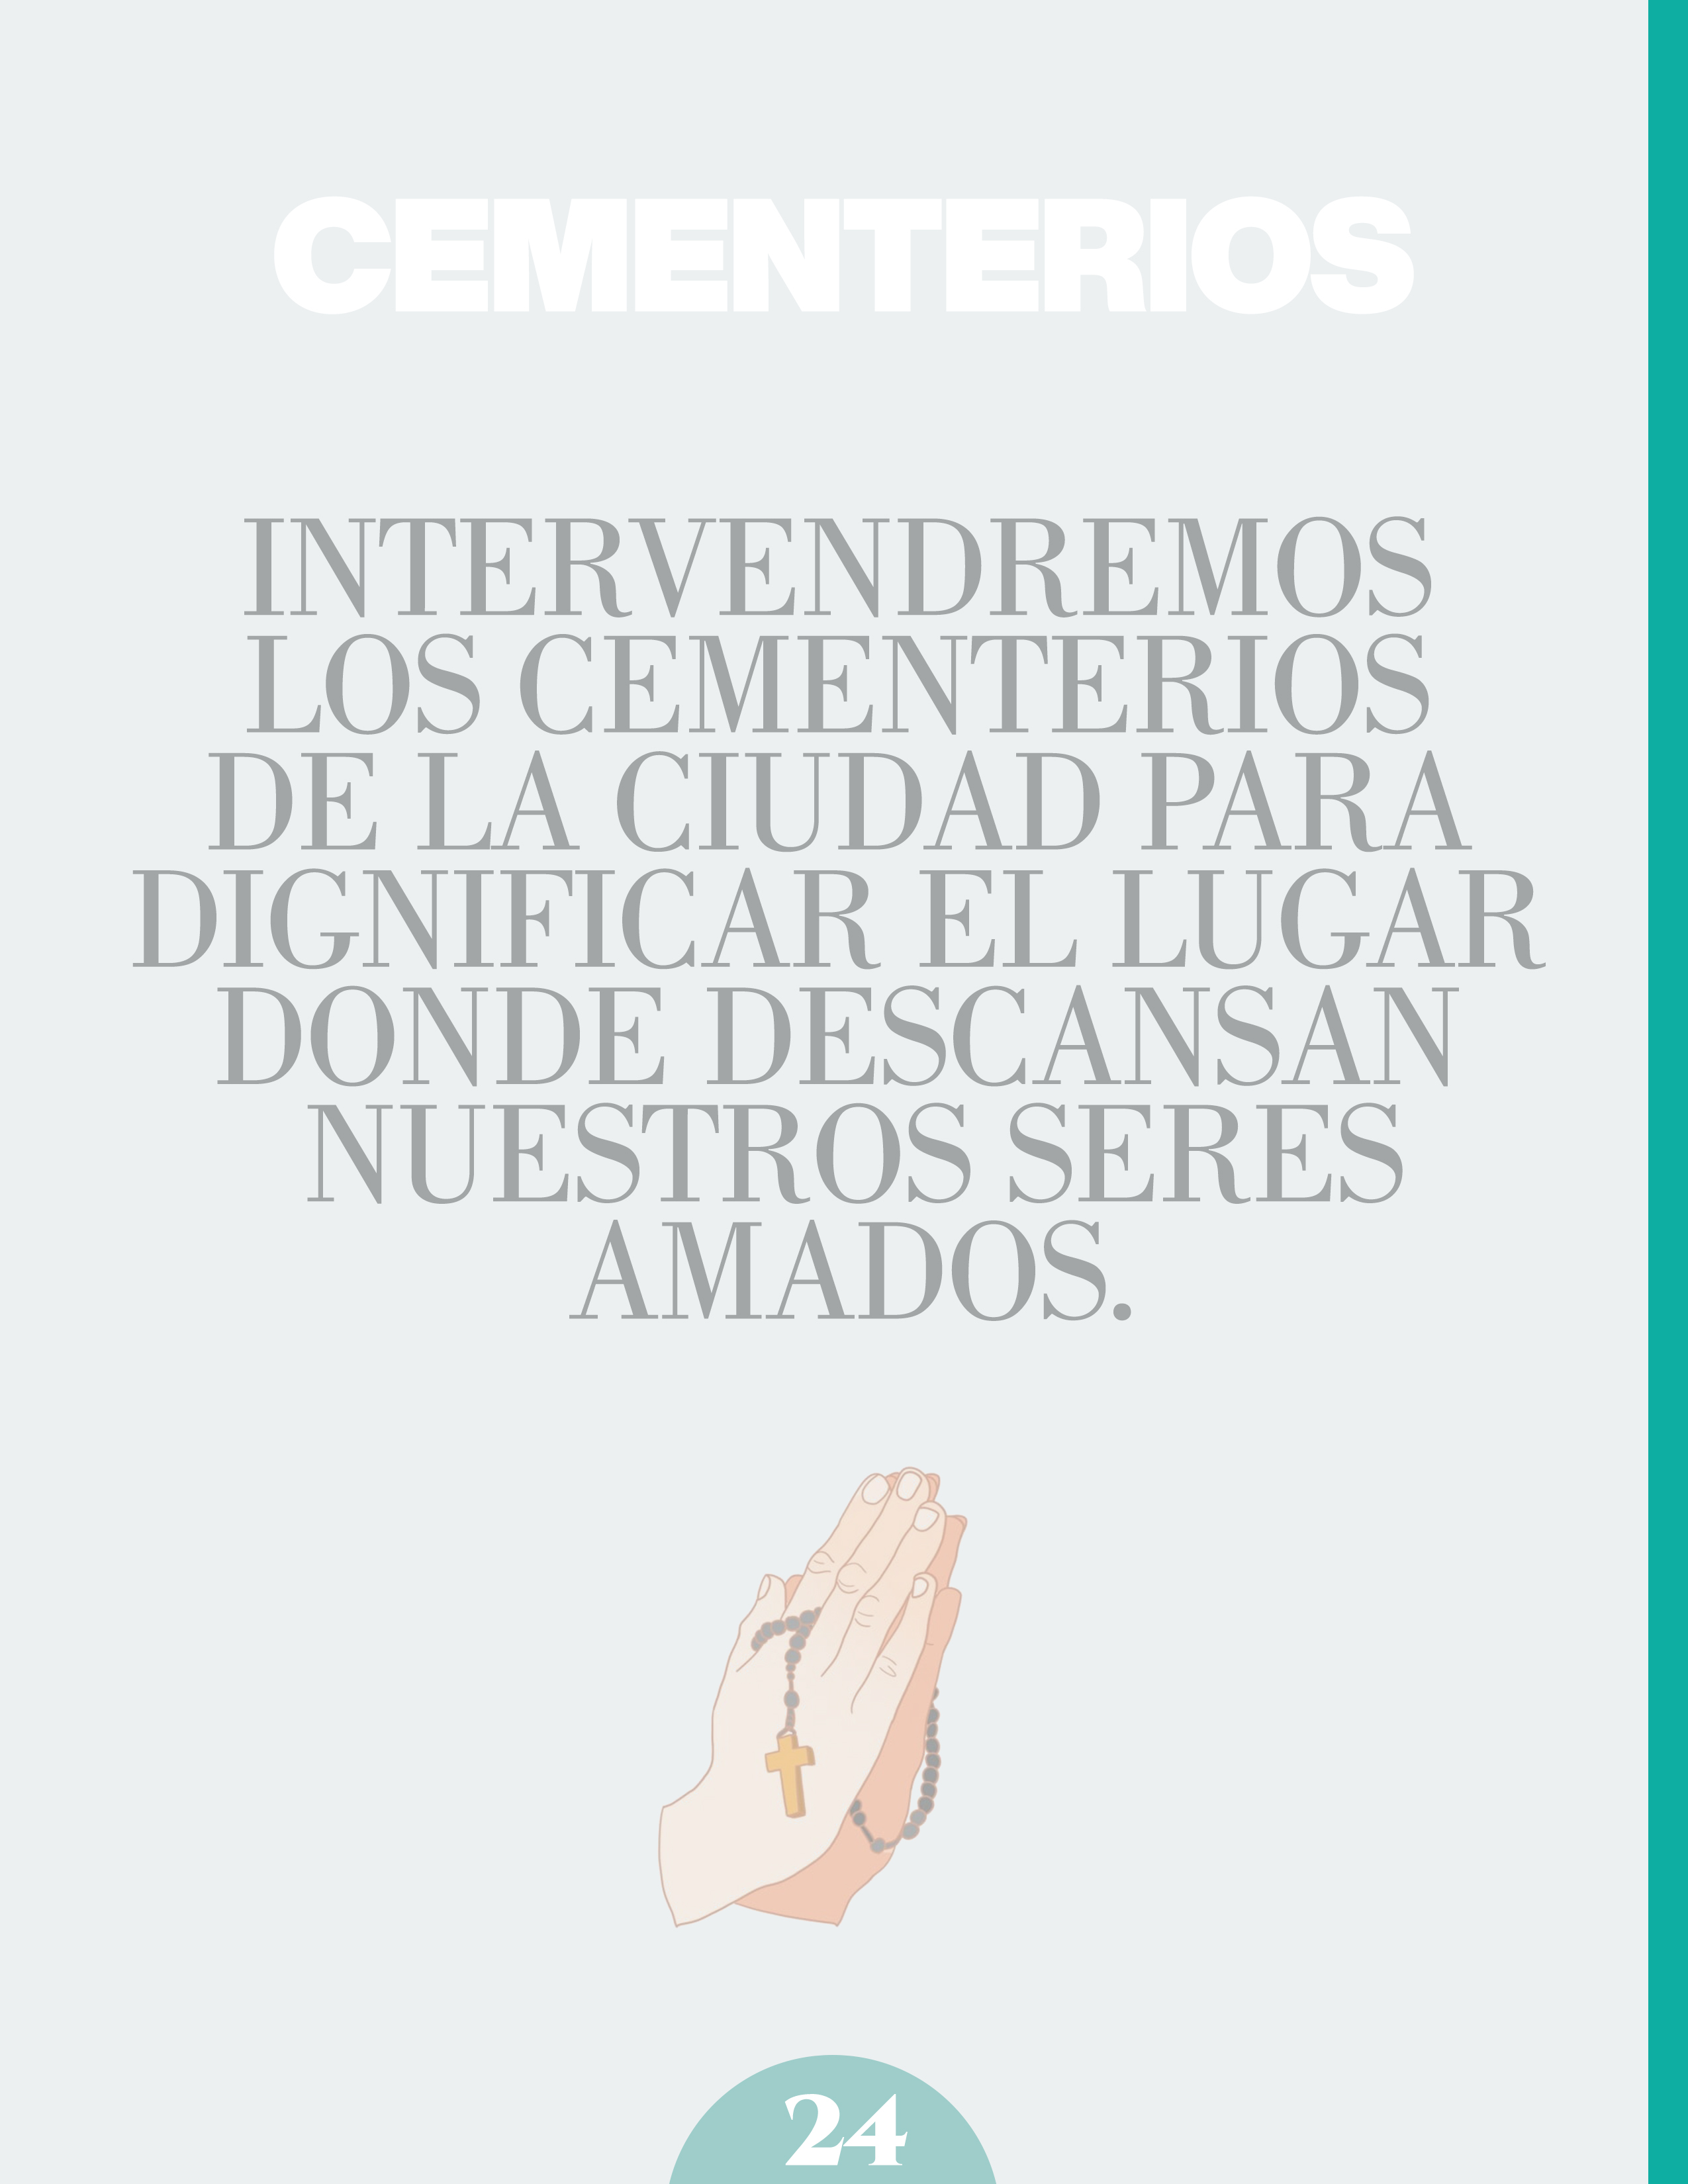 CEMENTERIOS
INTERVENDREMOS
LOS CEMENTERIOS
DE LA CIUDAD PARA
DIGNIFICAR EL LUGAR
DONDE DESCANSAN
NUESTROS SERES
AMADOS.
24